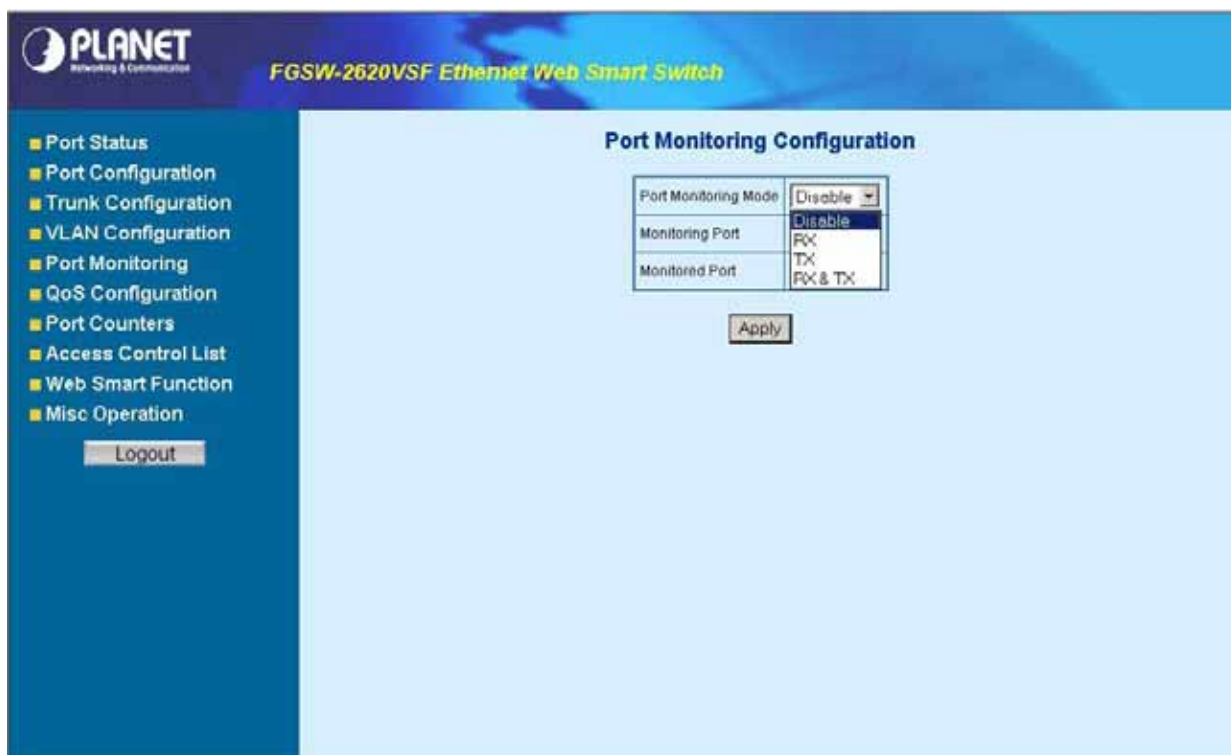 PLANET
Networking & Communication
FGSW-2620VSF Ethernet Web Smart Switch
Port Status
Port Configuration
Trunk Configuration
VLAN Configuration
Port Monitoring
QoS Configuration
Port Counters
Access Control List
Web Smart Function
Misc Operation
Logout
Port Monitoring Configuration
Port Monitoring Mode Disable
Disable
Monitoring Port
RX
TX
Monitored Port
RX & TX
Apply